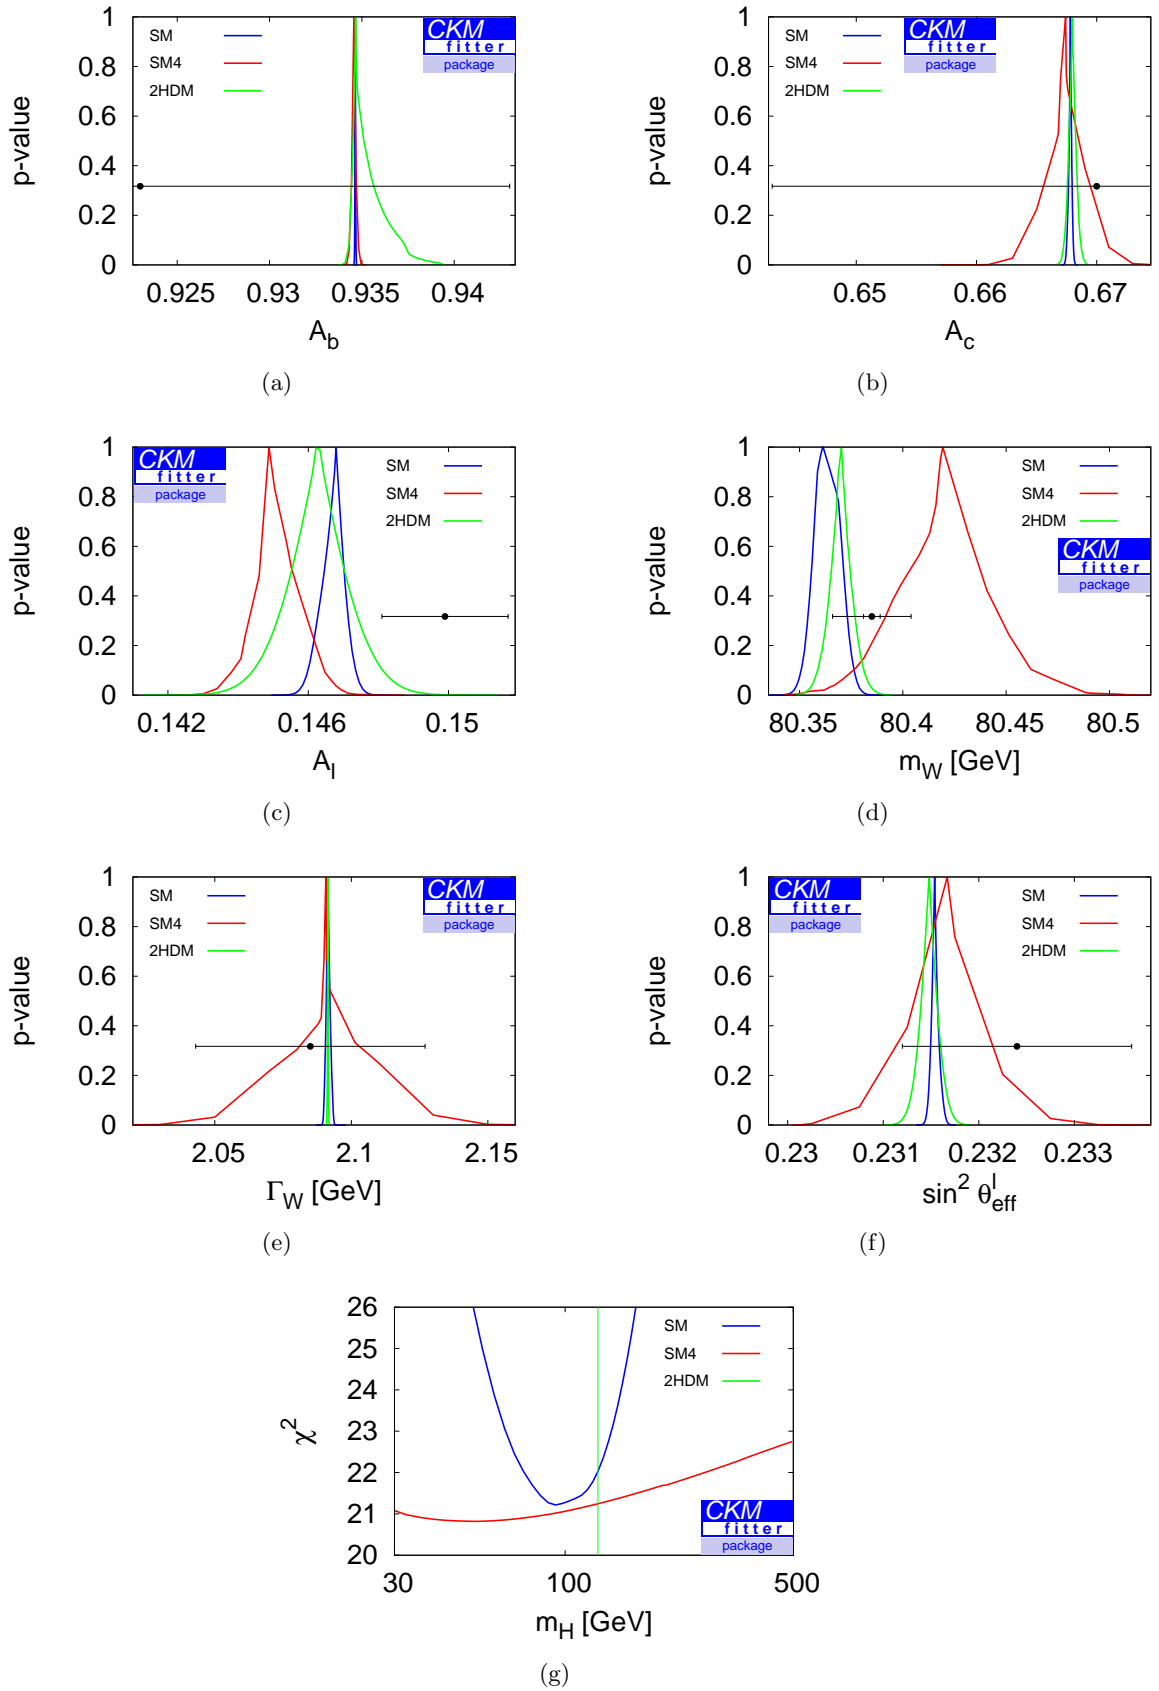 p-value
1
0.8
0.6
0.4
0.2
0
SM
SM4
2HDM
CKM
fitter
package
0.925 0.93 0.935 0.94
A_b
(a)
p-value
1
0.8
0.6
0.4
0.2
0
SM
SM4
2HDM
CKM
fitter
package
0.65 0.66 0.67
A_c
(b)
p-value
1
0.8
0.6
0.4
0.2
0
CKM
fitter
package
SM
SM4
2HDM
0.142 0.146 0.15
A_l
(c)
p-value
1
0.8
0.6
0.4
0.2
0
SM
SM4
2HDM
CKM
fitter
package
80.35 80.4 80.45 80.5
m_W [GeV]
(d)
p-value
1
0.8
0.6
0.4
0.2
0
SM
SM4
2HDM
CKM
fitter
package
2.05 2.1 2.15
Γ_W [GeV]
(e)
p-value
1
0.8
0.6
0.4
0.2
0
CKM
fitter
package
SM
SM4
2HDM
0.23 0.231 0.232 0.233
sin² θ^l_eff
(f)
χ²
26
25
24
23
22
21
20
SM
SM4
2HDM
CKM
fitter
package
30 100 500
m_H [GeV]
(g)